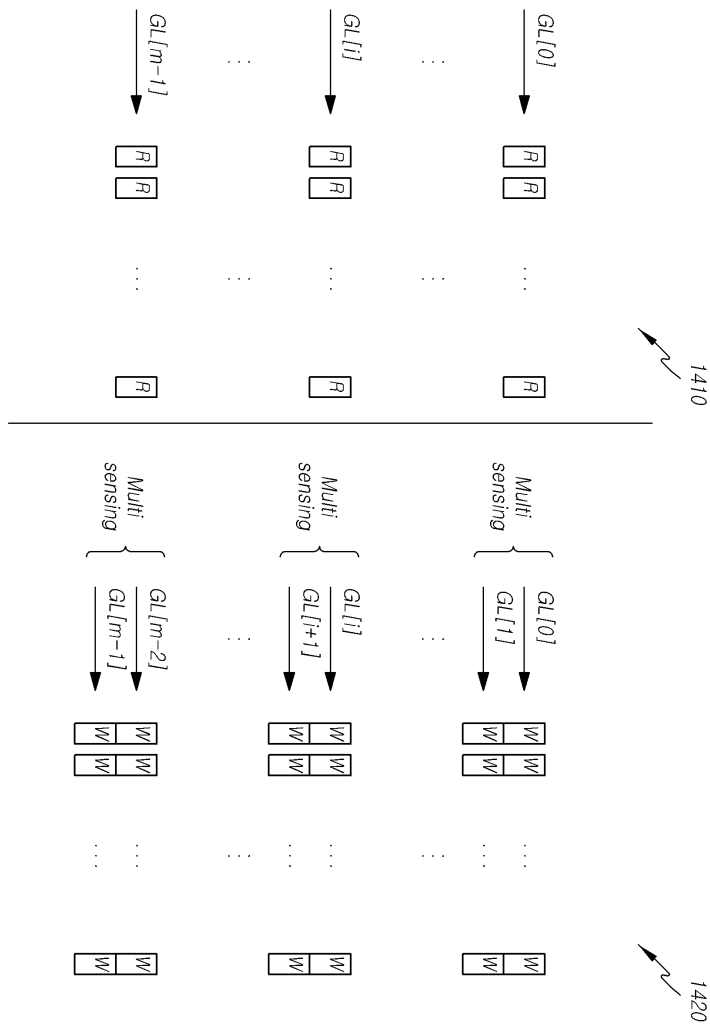 1410
GL[0]
R R ... R
... ...
GL[i]
R R ... R
... ...
GL[m-1]
R R ... R
1420
Multi
sensing
GL[0]
GL[1]
W W ... W
W W ... W
... ...
Multi
sensing
GL[i]
GL[i+1]
W W ... W
W W ... W
... ...
Multi
sensing
GL[m-2]
GL[m-1]
W W ... W
W W ... W